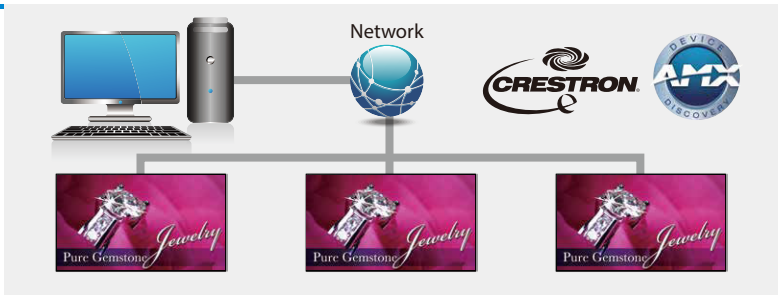 Network
CRESTRON
e
DEVICE
AMX
DISCOVERY
Jewelry
Pure Gemstone
Jewelry
Pure Gemstone
Jewelry
Pure Gemstone